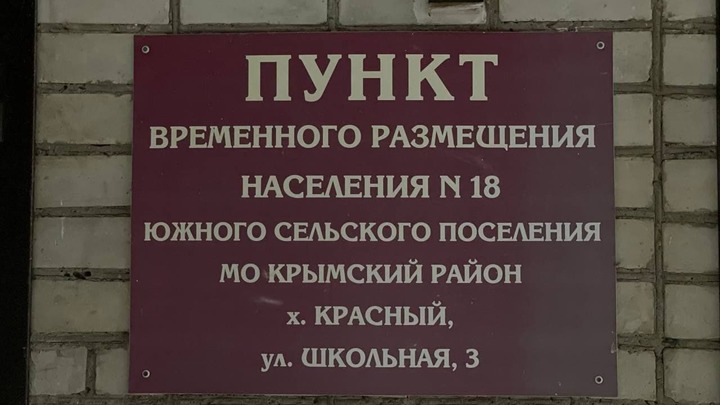 ПУНКТ
ВРЕМЕННОГО РАЗМЕЩЕНИЯ
НАСЕЛЕНИЯ N 18
ЮЖНОГО СЕЛЬСКОГО ПОСЕЛЕНИЯ
МО КРЫМСКИЙ РАЙОН
х. КРАСНЫЙ,
ул. ШКОЛЬНАЯ, 3